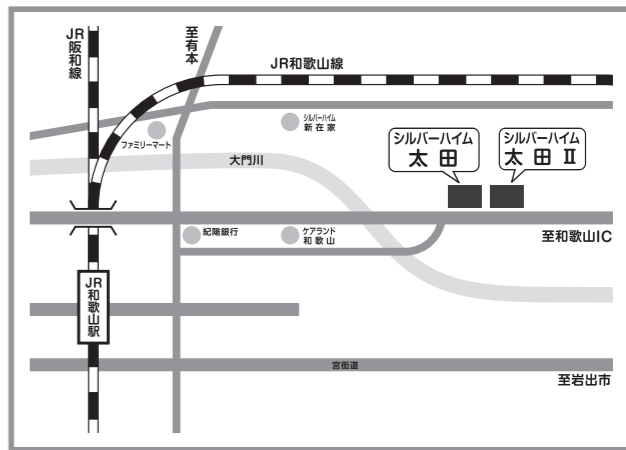 JR阪和線
至有本
JR和歌山線
シルバーハイム
新在家
ファミリーマート
シルバーハイム
太田
シルバーハイム
太田Ⅱ
大門川
紀陽銀行
ケアランド
和歌山
至和歌山IC
JR和歌山駅
宮街道
至岩出市